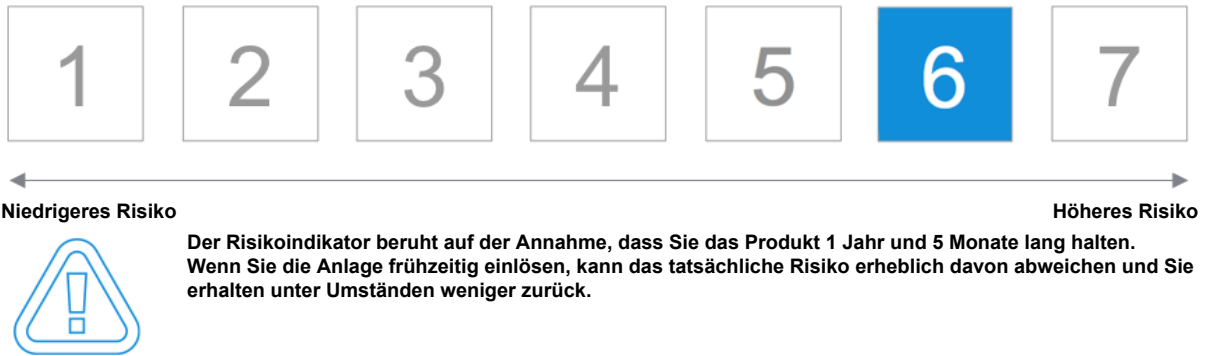 1 2 3 4 5 6 7
Niedrigeres Risiko Höheres Risiko
Der Risikoindikator beruht auf der Annahme, dass Sie das Produkt 1 Jahr und 5 Monate lang halten.
Wenn Sie die Anlage frühzeitig einlösen, kann das tatsächliche Risiko erheblich davon abweichen und Sie
erhalten unter Umständen weniger zurück.